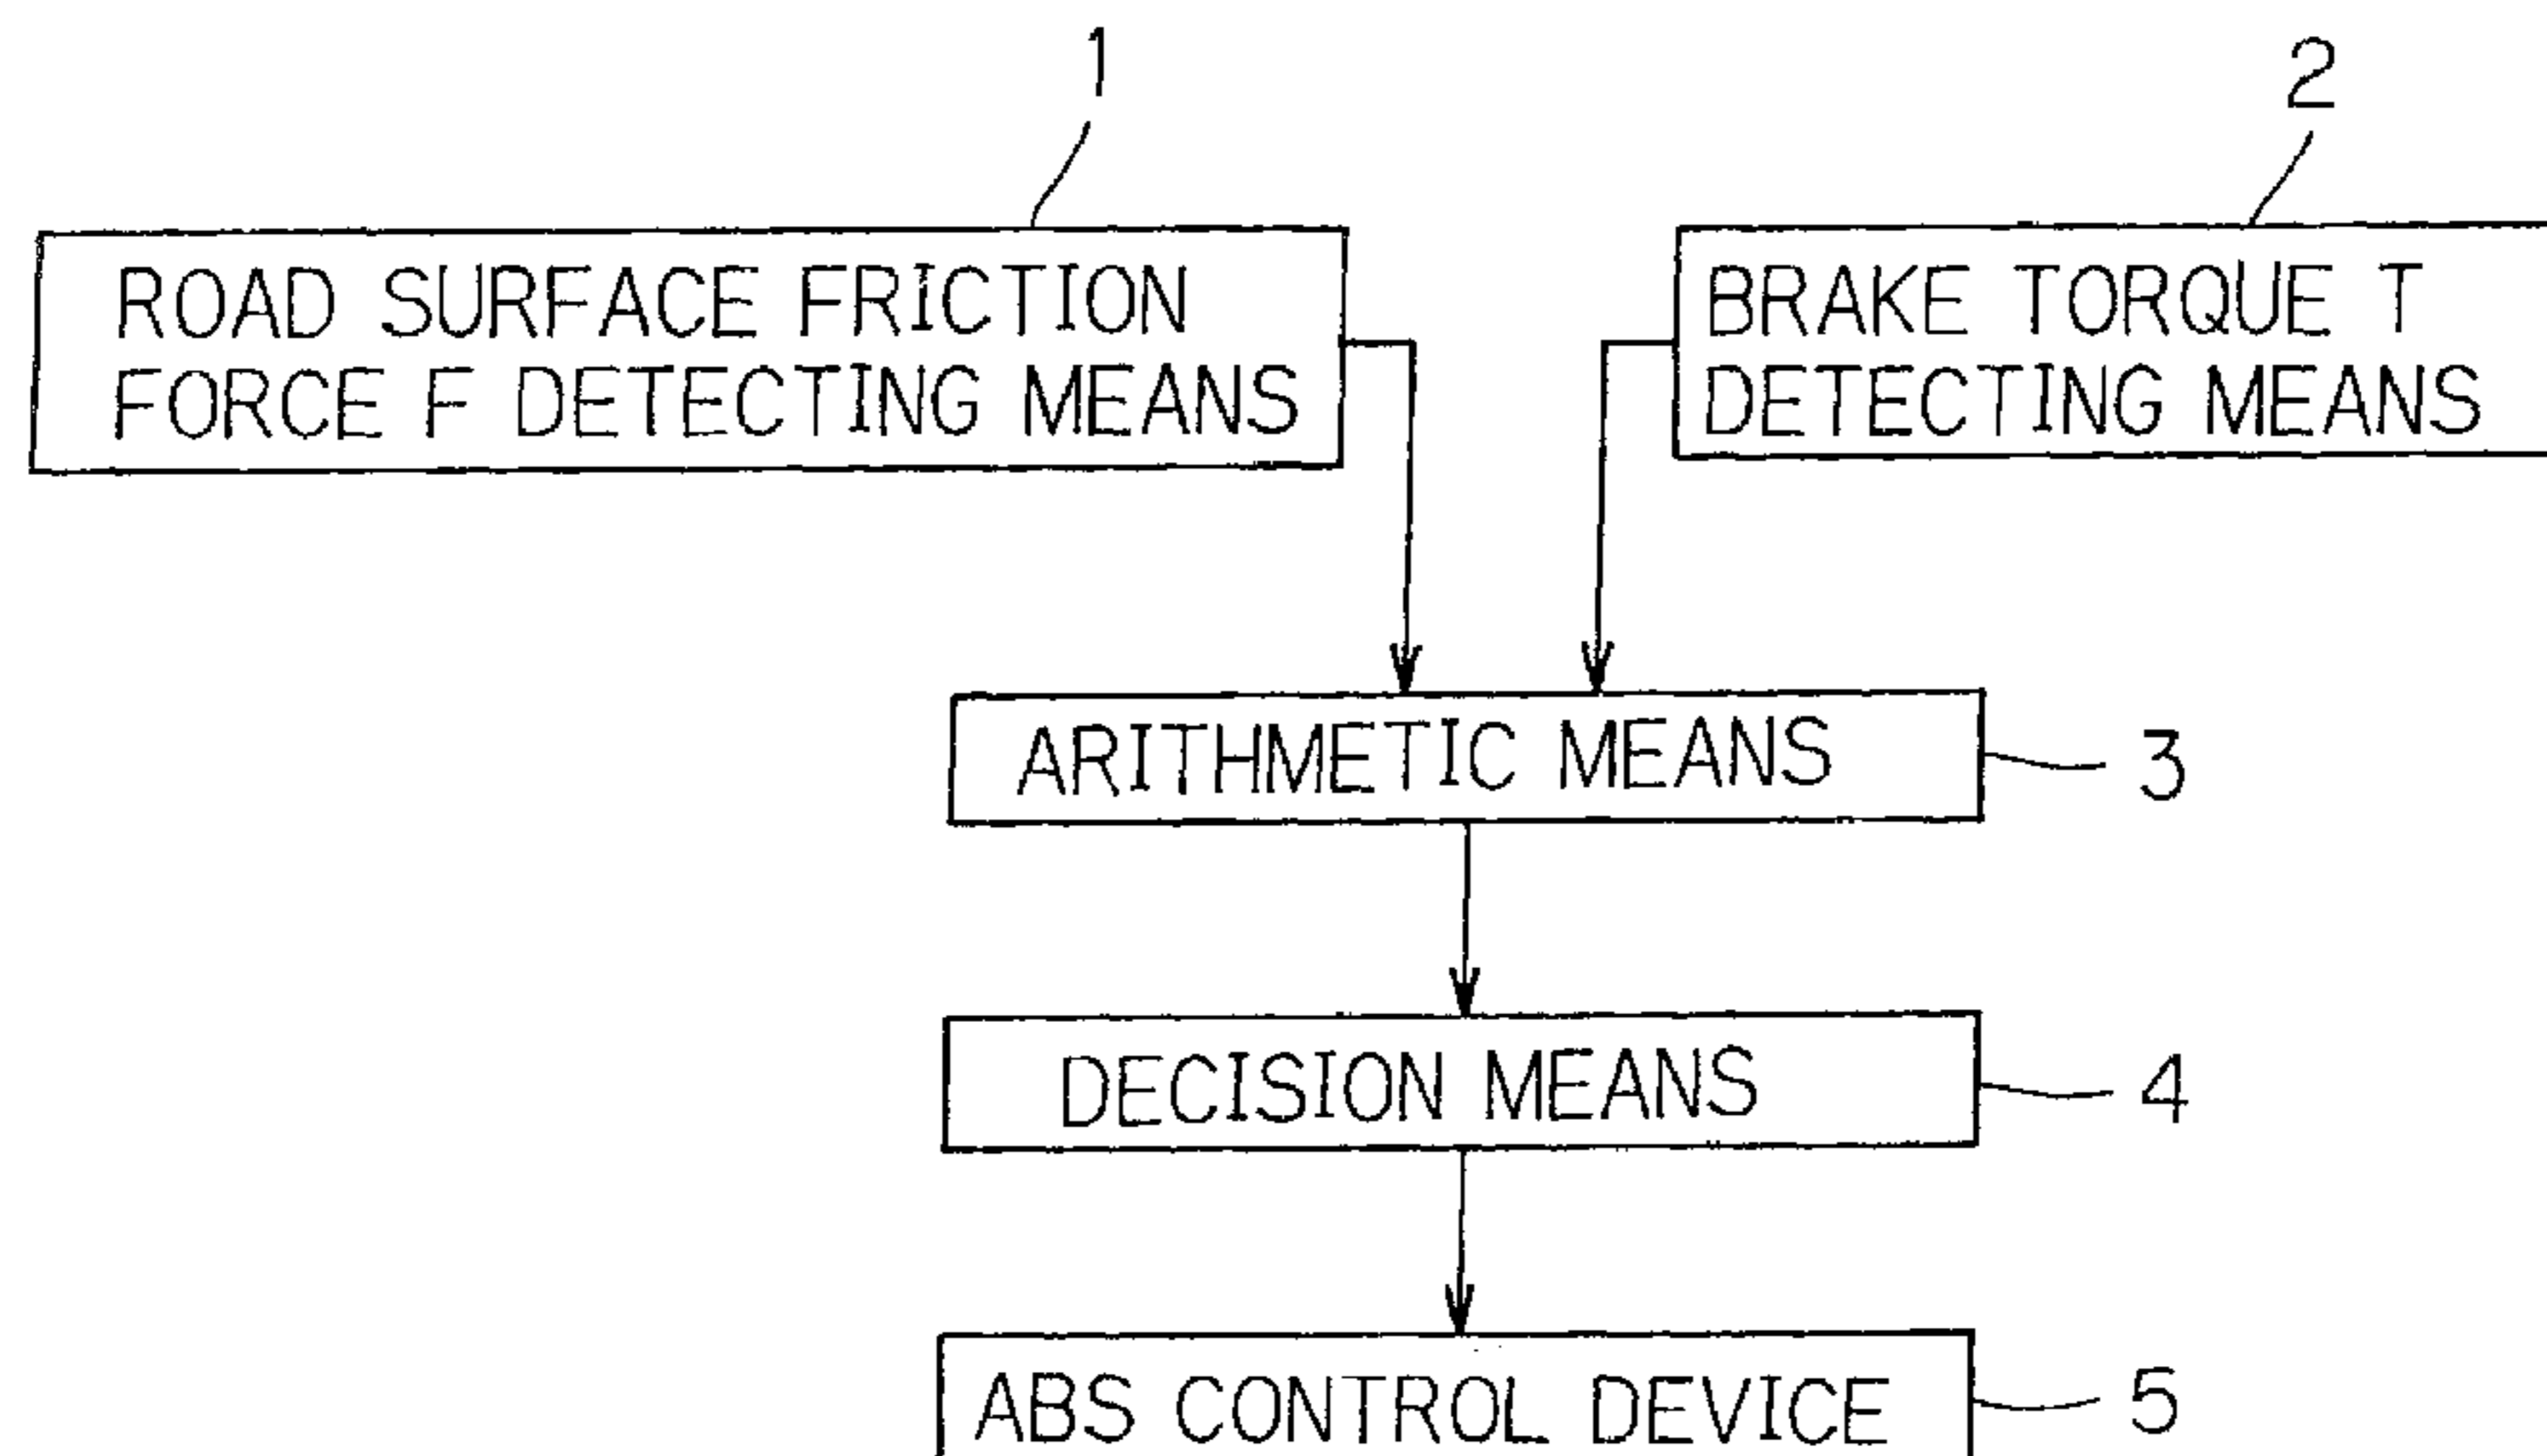 1
2
ROAD SURFACE FRICTION
FORCE F DETECTING MEANS
BRAKE TORQUE T
DETECTING MEANS
ARITHMETIC MEANS
3
DECISION MEANS
4
ABS CONTROL DEVICE
5